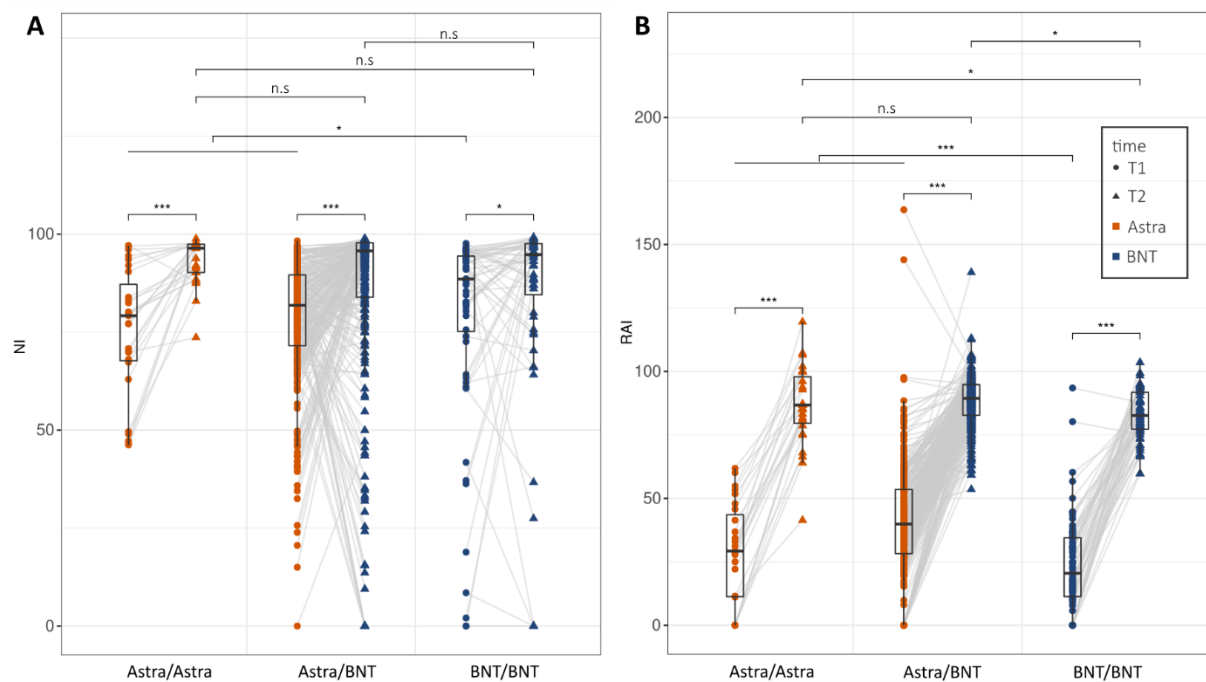 A
n.s
n.s
n.s
*
***
***
*
100
50
0
NI
Astra/Astra
Astra/BNT
BNT/BNT
B
*
*
n.s
***
***
***
***
200
150
100
50
0
RAI
time
T1
T2
Astra
BNT
Astra/Astra
Astra/BNT
BNT/BNT